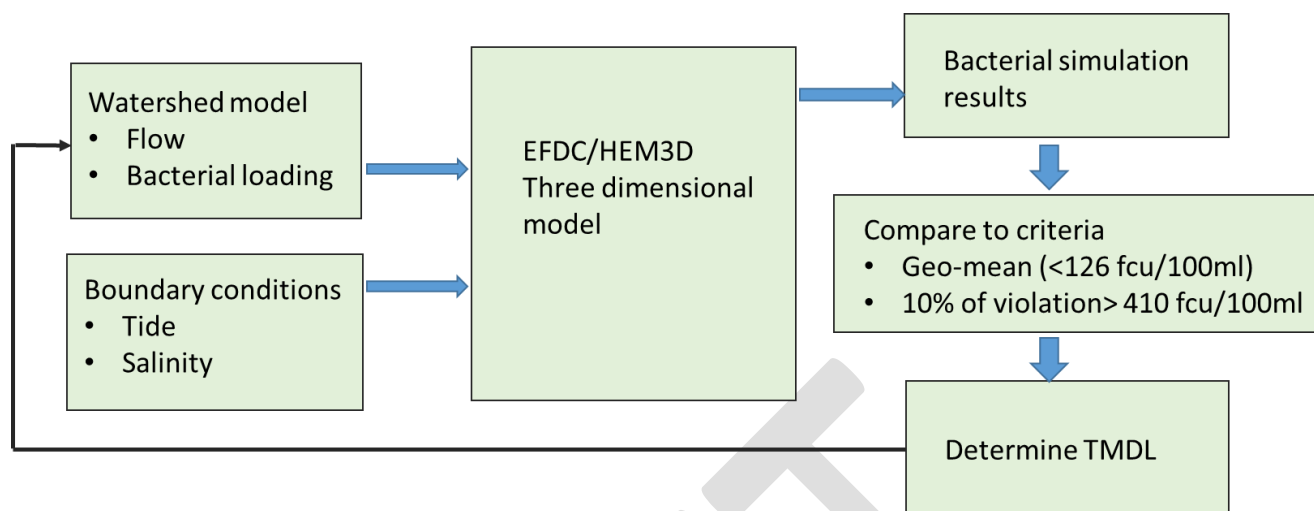 Watershed model
• Flow
• Bacterial loading
Boundary conditions
• Tide
• Salinity
EFDC/HEM3D
Three dimensional
model
Bacterial simulation
results
Compare to criteria
• Geo-mean (<126 fcu/100ml)
• 10% of violation> 410 fcu/100ml
Determine TMDL